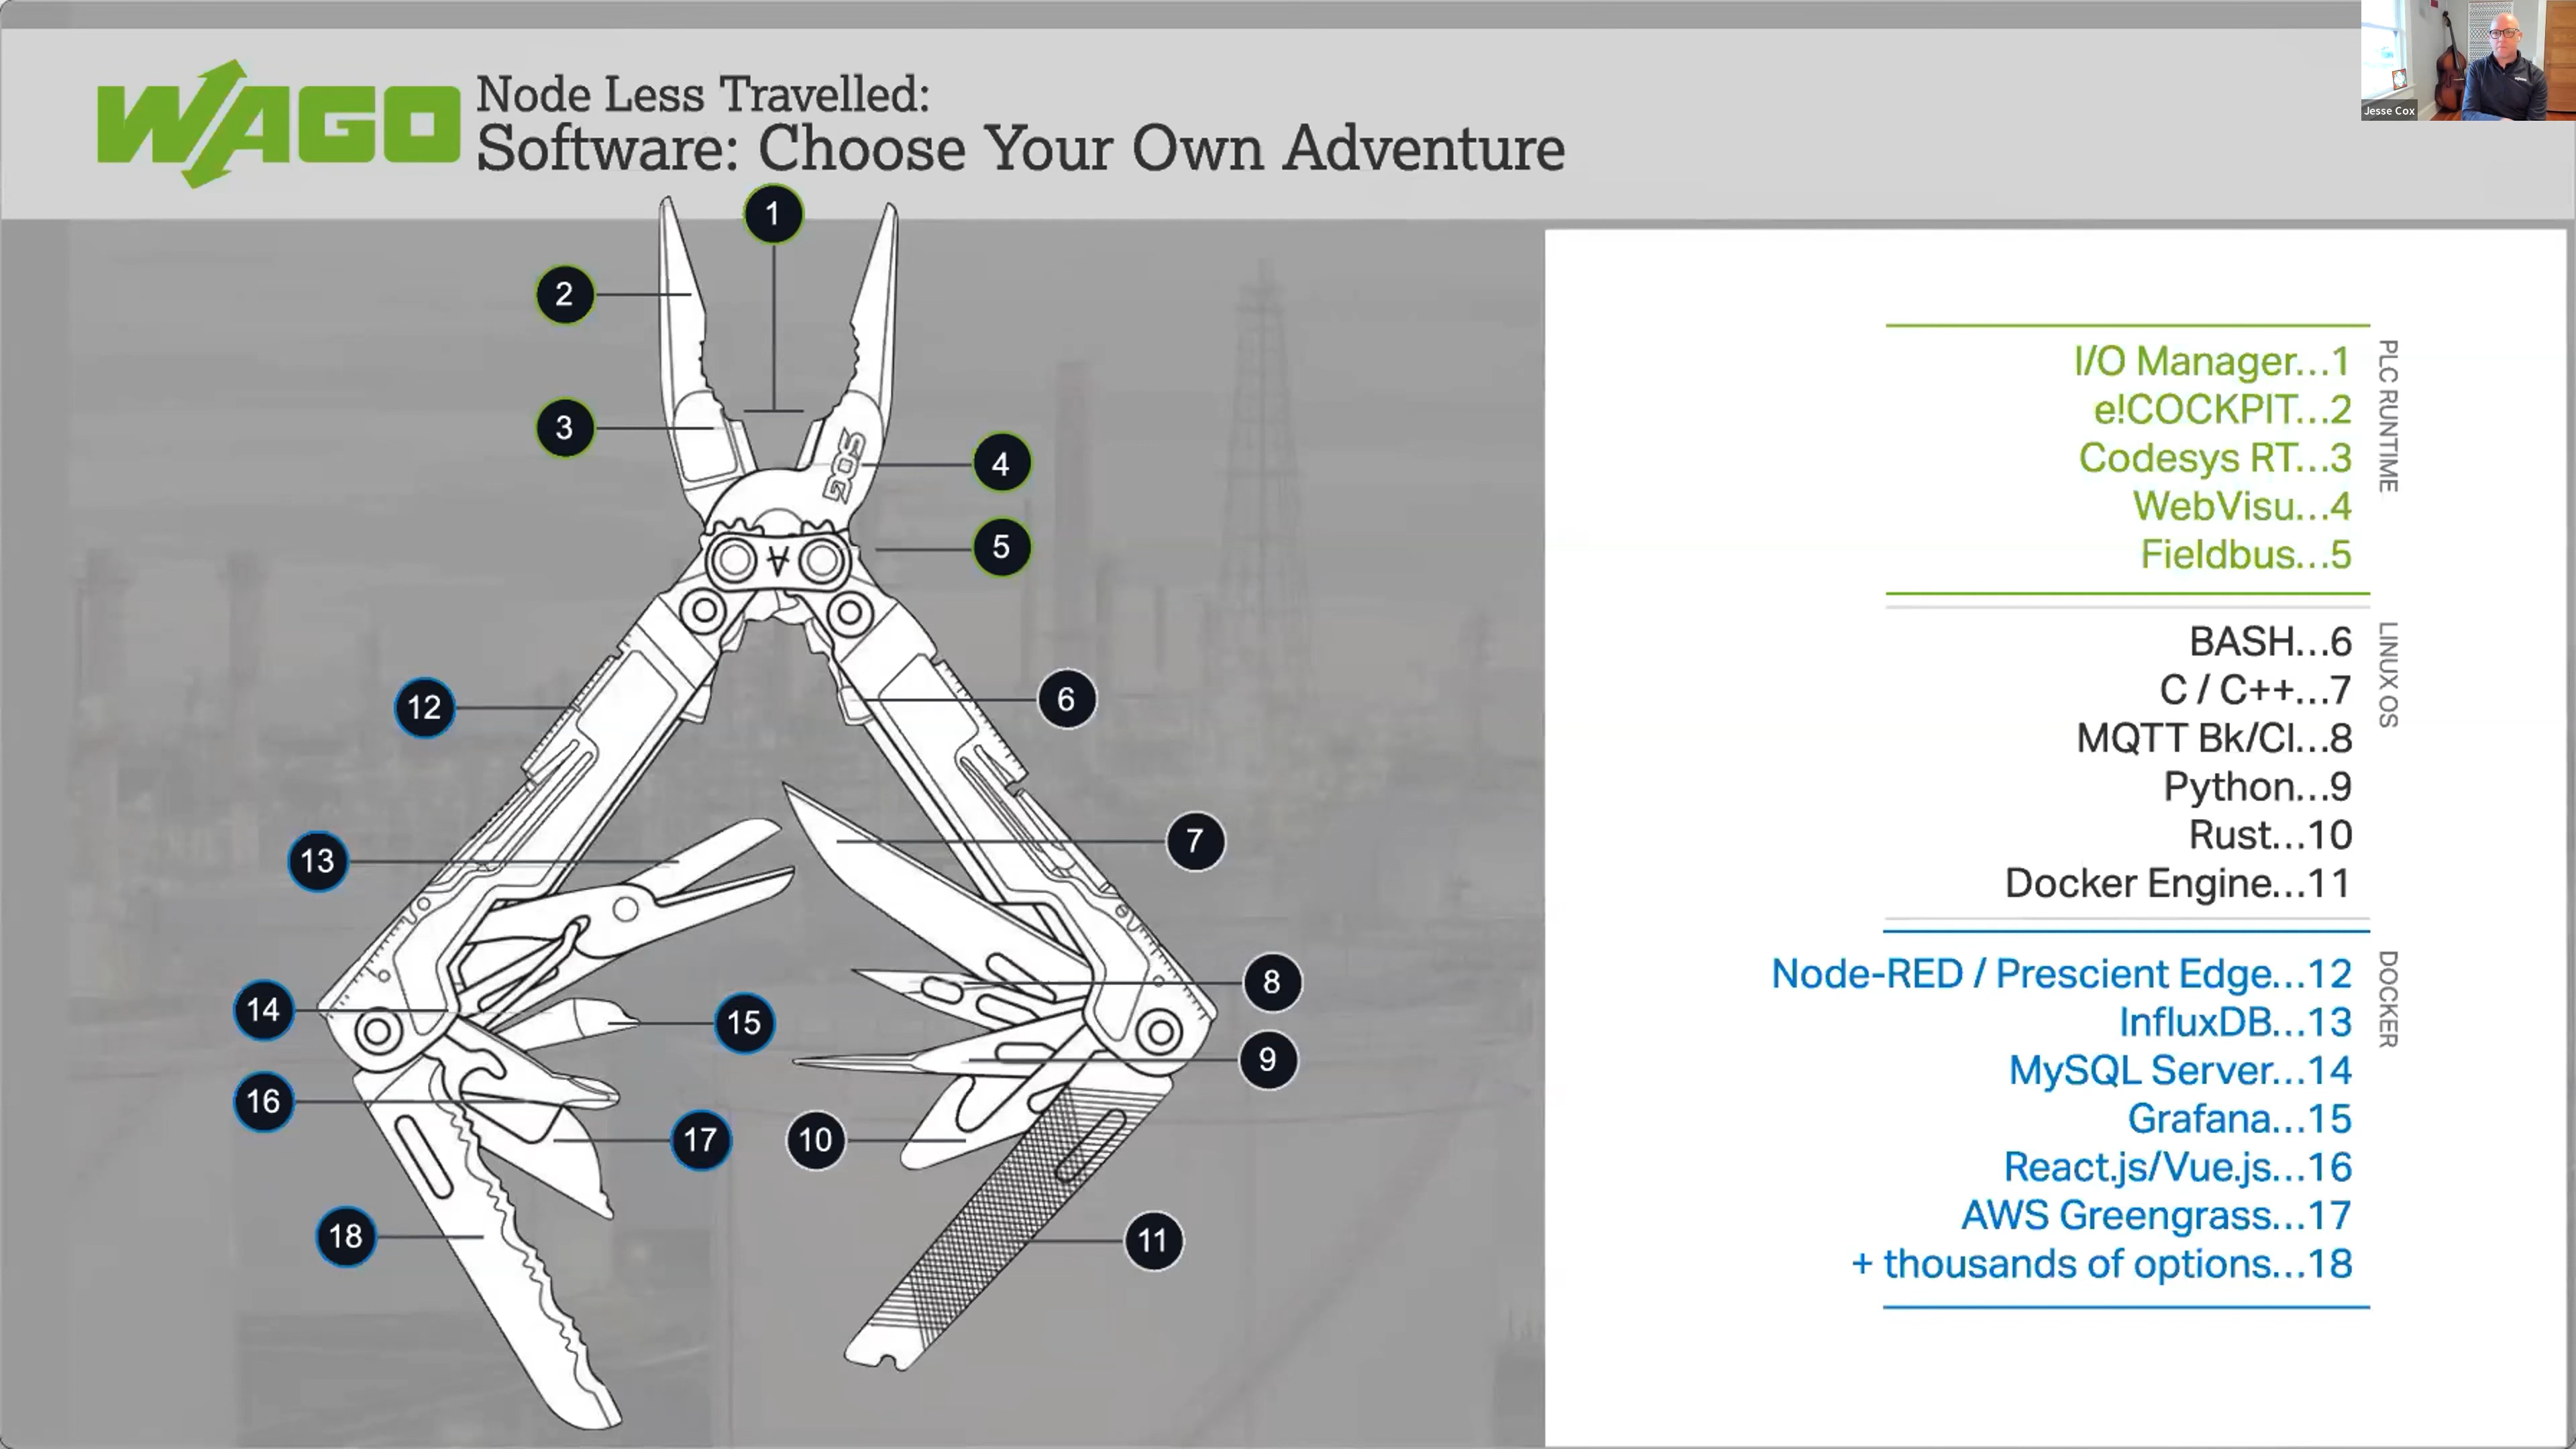 WAGO
Node Less Travelled:
Software: Choose Your Own Adventure
Jesse Cox
1
2
3
SOG
4
5
12
6
13
7
14
15
8
9
16
17
10
18
11
I/O Manager...1
e!COCKPIT...2
Codesys RT...3
WebVisu...4
Fieldbus...5
PLC RUNTIME
BASH...6
C / C++...7
MQTT Bk/Cl...8
Python...9
Rust...10
Docker Engine...11
LINUX OS
Node-RED / Prescient Edge...12
InfluxDB...13
MySQL Server...14
Grafana...15
React.js/Vue.js...16
AWS Greengrass...17
+ thousands of options...18
DOCKER